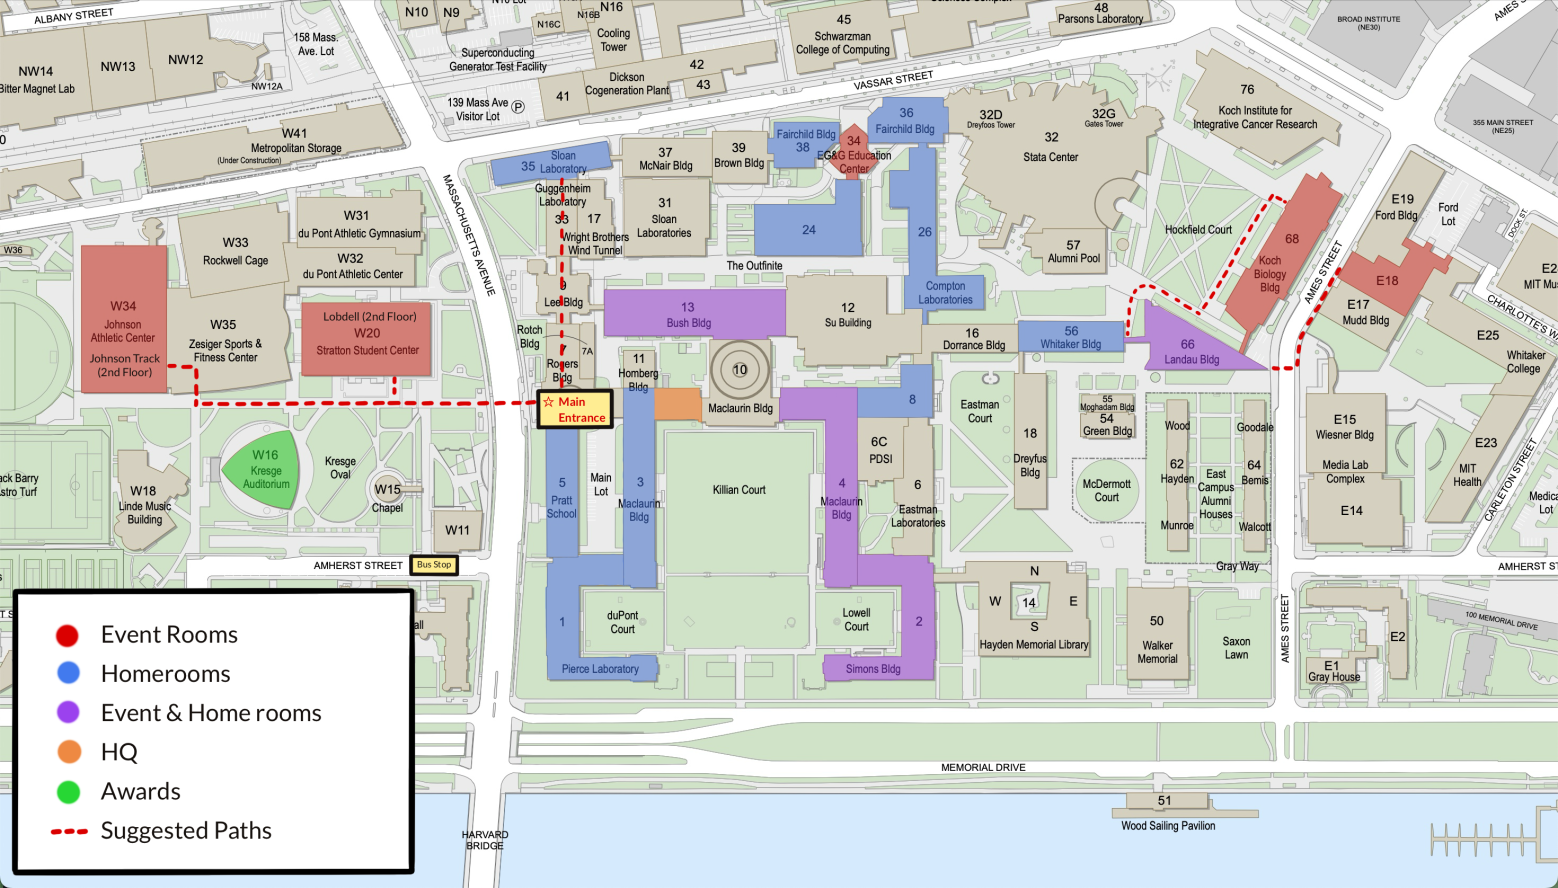 ALBANY STREET
N10
N9
N10 Lot
N16C
N16B
N16
Cooling
Tower
45
Schwarzman
College of Computing
48
Parsons Laboratory
BROAD INSTITUTE
(NE30)
AMES S
158 Mass.
Ave. Lot
NW14
Bitter Magnet Lab
NW13
NW12
NW12A
Superconducting
Generator Test Facility
42
Dickson
Cogeneration Plant
43
41
139 Mass Ave
Visitor Lot
P
VASSAR STREET
76
Koch Institute for
Integrative Cancer Research
355 MAIN STREET
(NE25)
W41
Metropolitan Storage
(Under Construction)
36
Fairchild Bldg
Fairchild Bldg
38
34
EG&G Education
Center
32D
Dreyfoos Tower
32G
Gates Tower
32
Stata Center
35
Sloan
Laboratory
37
McNair Bldg
39
Brown Bldg
MASSACHUSETTS AVENUE
Guggenheim
Laboratory
33
17
Wright Brothers
Wind Tunnel
31
Sloan
Laboratories
24
26
57
Alumni Pool
Hockfield Court
68
Koch
Biology
Bldg
E19
Ford Bldg
Ford
Lot
DOCK ST
W36
W33
Rockwell Cage
W31
du Pont Athletic Gymnasium
W32
du Pont Athletic Center
The Outfinite
AMES STREET
E18
E17
Mudd Bldg
CHARLOTTE'S WA
E25
Whitaker
College
W34
Johnson
Athletic Center
Johnson Track
(2nd Floor)
W35
Zesiger Sports &
Fitness Center
Lobdell (2nd Floor)
W20
Stratton Student Center
9
Lee Bldg
Rotch
Bldg
7
7A
Rogers
Bldg
13
Bush Bldg
12
Su Building
Compton
Laboratories
16
Dorrance Bldg
56
Whitaker Bldg
66
Landau Bldg
11
Homberg
Bldg
10
Maclaurin Bldg
8
☆ Main
Entrance
Eastman
Court
55
Moghadam Bldg
54
Green Bldg
Wood
Goodale
E15
Wiesner Bldg
Media Lab
Complex
E14
E23
MIT
Health
CARLETON STREET
Medica
Lot
W16
Kresge
Auditorium
Kresge
Oval
W15
Chapel
W18
Linde Music
Building
W11
5
Pratt
School
Main
Lot
3
Maclaurin
Bldg
Killian Court
4
Maclaurin
Bldg
6C
PDSI
6
Eastman
Laboratories
18
Dreyfus
Bldg
McDermott
Court
62
Hayden
Munroe
East
Campus
Alumni
Houses
64
Bemis
Walcott
Gray Way
AMHERST STREET
Bus Stop
AMHERST ST
1
duPont
Court
Pierce Laboratory
Lowell
Court
2
Simons Bldg
N
W
14
E
S
Hayden Memorial Library
50
Walker
Memorial
Saxon
Lawn
AMES STREET
E1
Gray House
E2
100 MEMORIAL DRIVE
MEMORIAL DRIVE
51
Wood Sailing Pavilion
HARVARD
BRIDGE
Event Rooms
Homerooms
Event & Home rooms
HQ
Awards
Suggested Paths